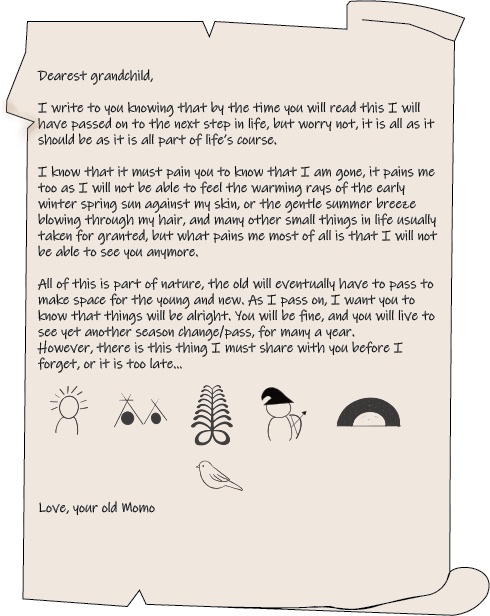 Dearest grandchild,
I write to you knowing that by the time you will read this I will
have passed on to the next step in life, but worry not, it is all as it
should be as it is all part of life's course.
I know that it must pain you to know that I am gone, it pains me
too as I will not be able to feel the warming rays of the early
winter spring sun against my skin, or the gentle summer breeze
blowing through my hair, and many other small things in life usually
taken for granted, but what pains me most of all is that I will not
be able to see you anymore.
All of this is part of nature, the old will eventually have to pass to
make space for the young and new. As I pass on, I want you to
know that things will be alright. You will be fine, and you will live to
see yet another season change/pass, for many a year.
However, there is this thing I must share with you before I
forget, or it is too late...
Love, your old Momo